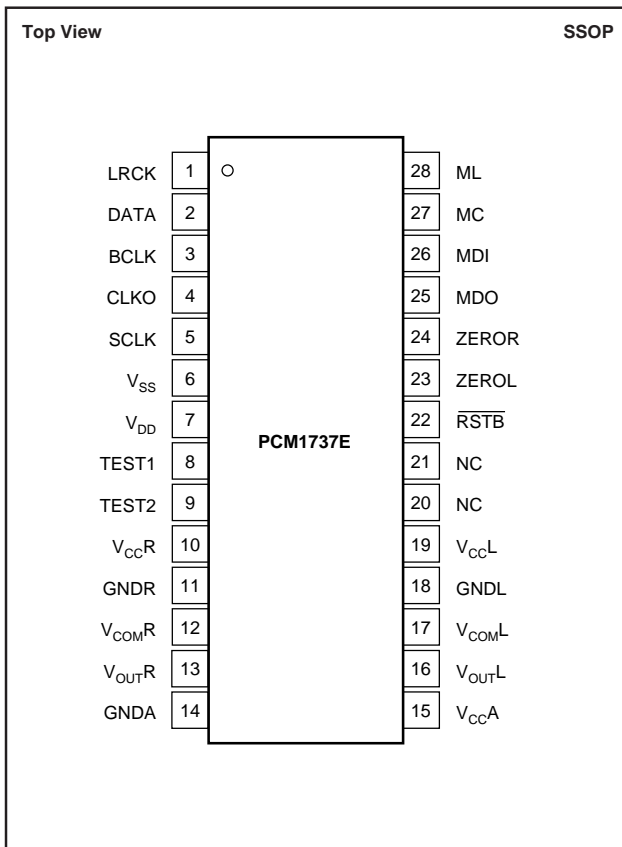 Top View SSOP
LRCK 1 28 ML
DATA 2 27 MC
BCLK 3 26 MDI
CLKO 4 25 MDO
SCLK 5 24 ZEROR
VSS 6 23 ZEROL
VDD 7 22 RSTB
PCM1737E
TEST1 8 21 NC
TEST2 9 20 NC
VCCR 10 19 VCCL
GNDR 11 18 GNDL
VCOMR 12 17 VCOML
VOUTR 13 16 VOUTL
GNDA 14 15 VCCA